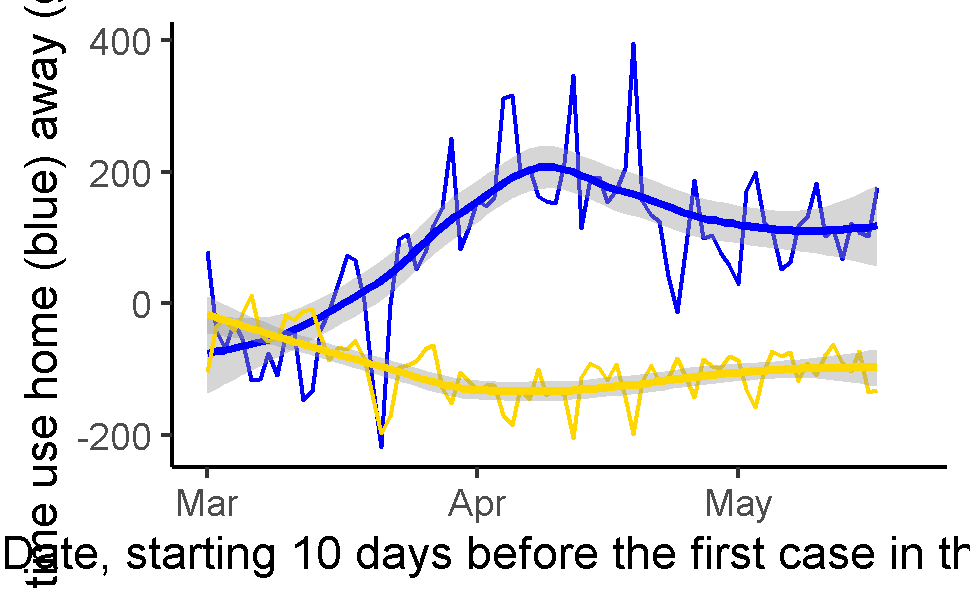 400
200
0
-200
Mar Apr May
time use home (blue) away (
Date, starting 10 days before the first case in th